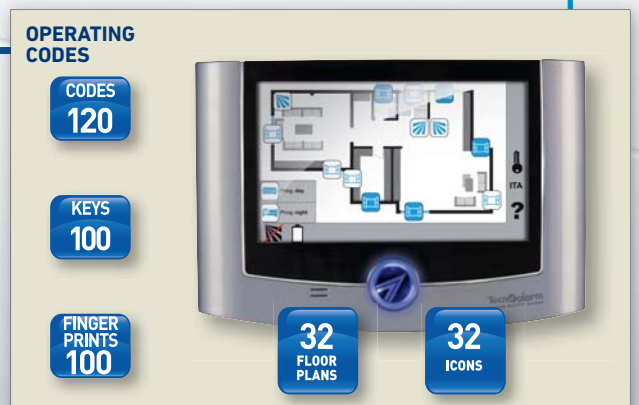 OPERATING
CODES
CODES
120
KEYS
100
FINGER
PRINTS
100
Prog day
Prog night
ITA
?
Tecnoalarm
32
FLOOR
PLANS
32
ICONS